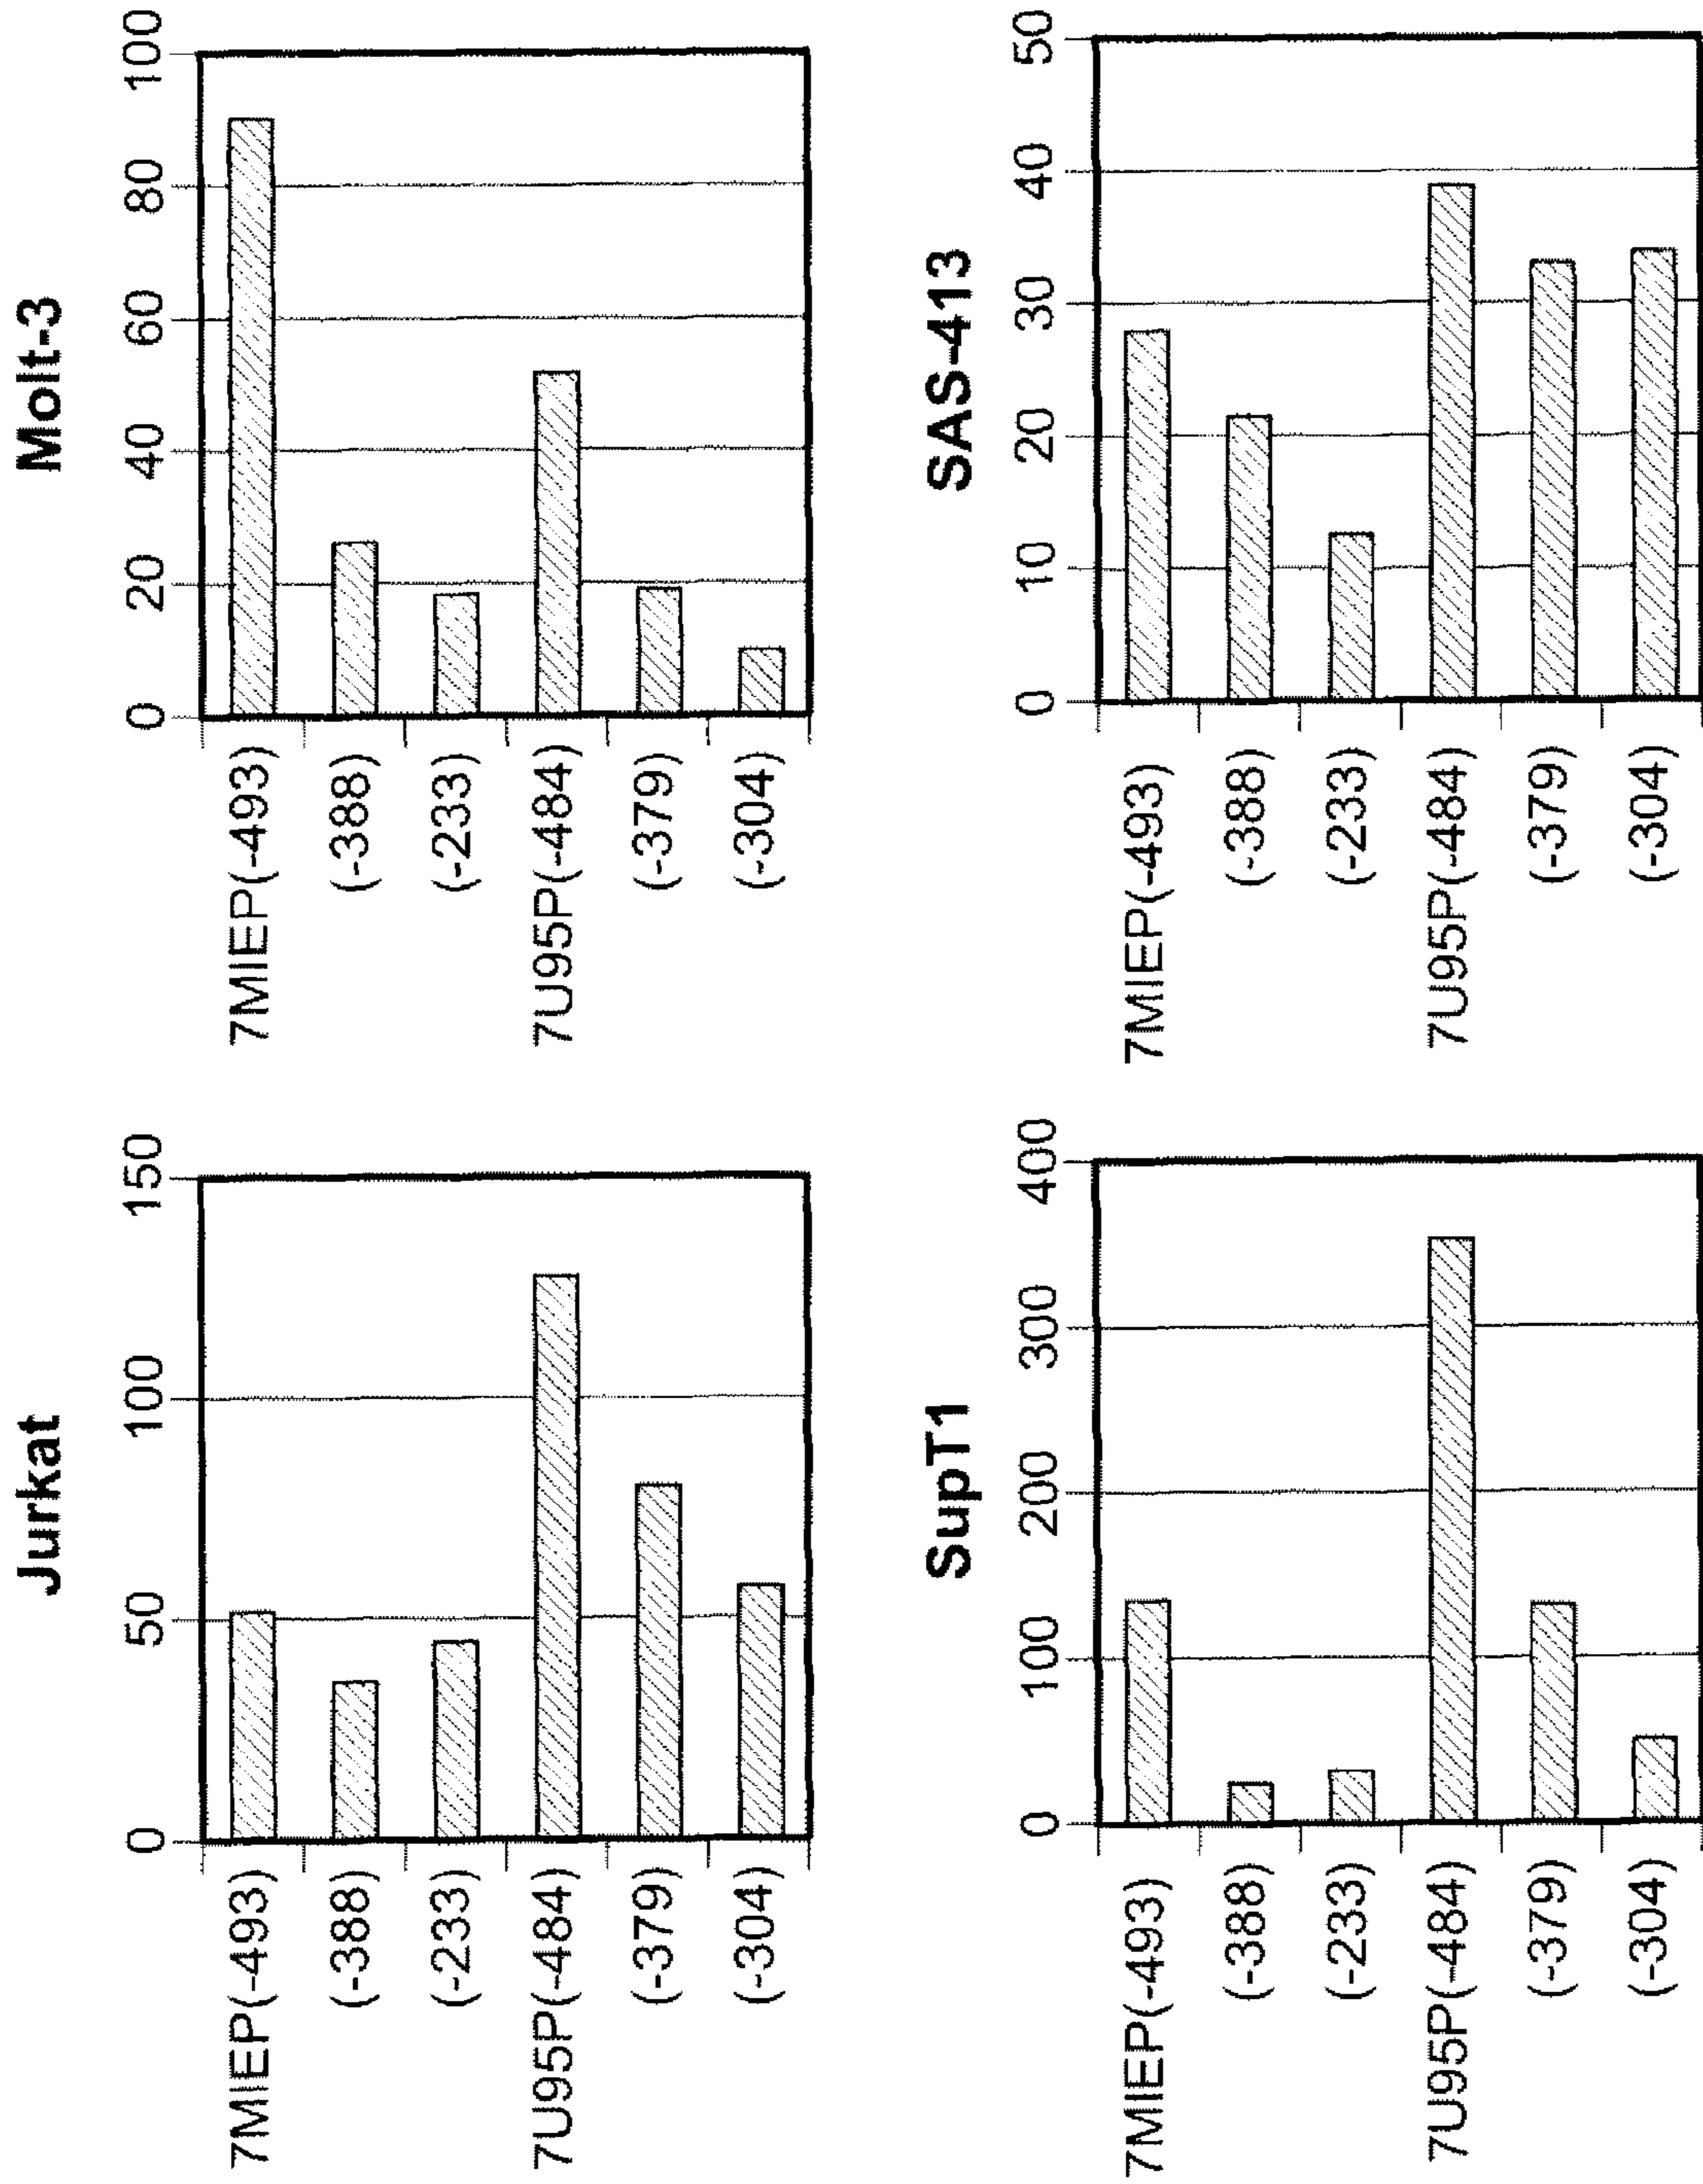 Jurkat
0 50 100 150
7MIEP(-493)
(-388)
(-233)
7U95P(-484)
(-379)
(-304)
Molt-3
0 20 40 60 80 100
7MIEP(-493)
(-388)
(-233)
7U95P(-484)
(-379)
(-304)
SupT1
0 100 200 300 400
7MIEP(-493)
(-388)
(-233)
7U95P(-484)
(-379)
(-304)
SAS-413
0 10 20 30 40 50
7MIEP(-493)
(-388)
(-233)
7U95P(-484)
(-379)
(-304)